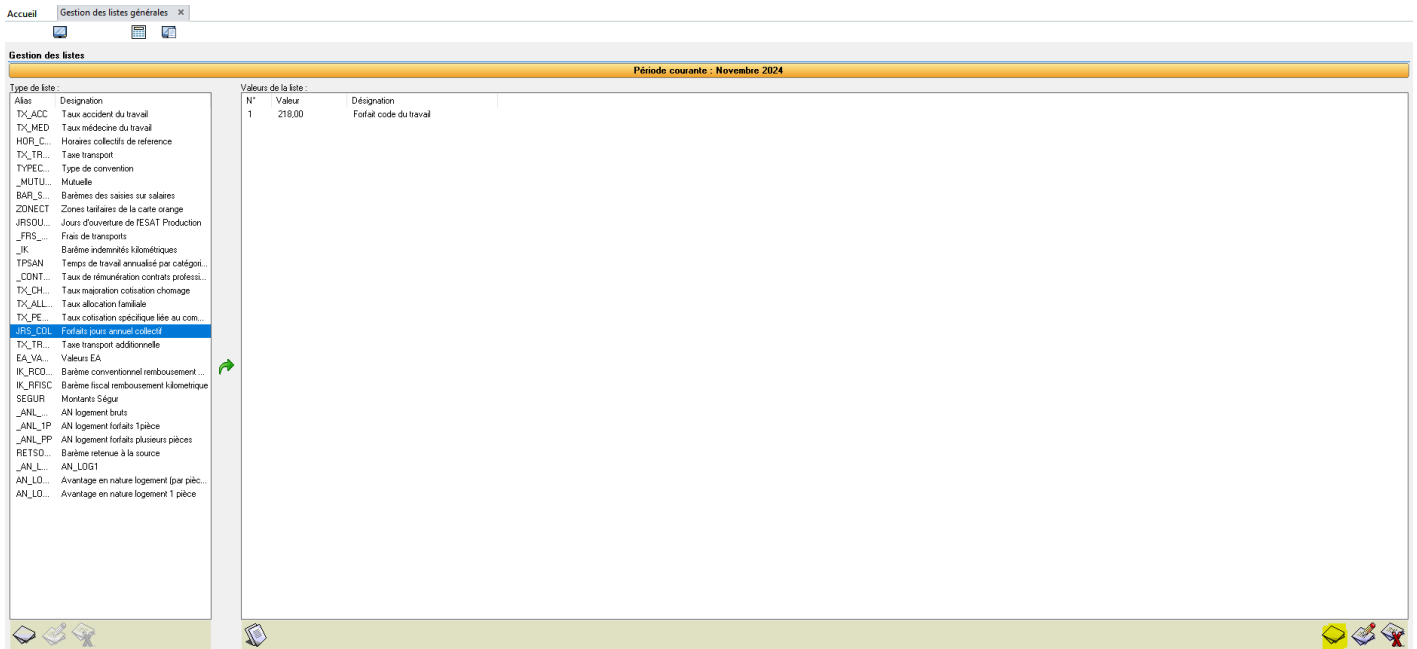 Accueil Gestion des listes générales ×
Gestion des listes
Période courante : Novembre 2024
Type de liste :
Alias Designation
TX_ACC Taux accident du travail
TX_MED Taux médecine du travail
HOR_C... Horaires collectifs de reference
TX_TR... Taxe transport
TYPEC... Type de convention
_MUTU... Mutuelle
BAR_S... Barèmes des saisies sur salaires
ZONECT Zones tarifaires de la carte orange
JRSOU... Jours d'ouverture de l'ESAT Production
_FRS_... Frais de transports
_IK Barême indemnités kilométriques
TPSAN Temps de travail annualisé par catégori...
_CONT... Taux de rémunération contrats professi...
TX_CH... Taux majoration cotisation chomage
TX_ALL... Taux allocation familiale
TX_PE... Taux cotisation spécifique liée au com...
JRS_COL Forfaits jours annuel collectif
TX_TR... Taxe transport additionnelle
EA_VA... Valeurs EA
IK_RCO... Barème conventionnel rembousement ...
IK_RFISC Barème fiscal rembousement kilometrique
SEGUR Montants Ségur
_ANL_... AN logement bruts
_ANL_1P AN logement forfaits 1pièce
_ANL_PP AN logement forfaits plusieurs pièces
RETSO... Barème retenue à la source
_AN_L... AN_LOG1
AN_LO... Avantage en nature logement (par pièc...
AN_LO... Avantage en nature logement 1 pièce
Valeurs de la liste :
N° Valeur Désignation
1 218,00 Forfait code du travail